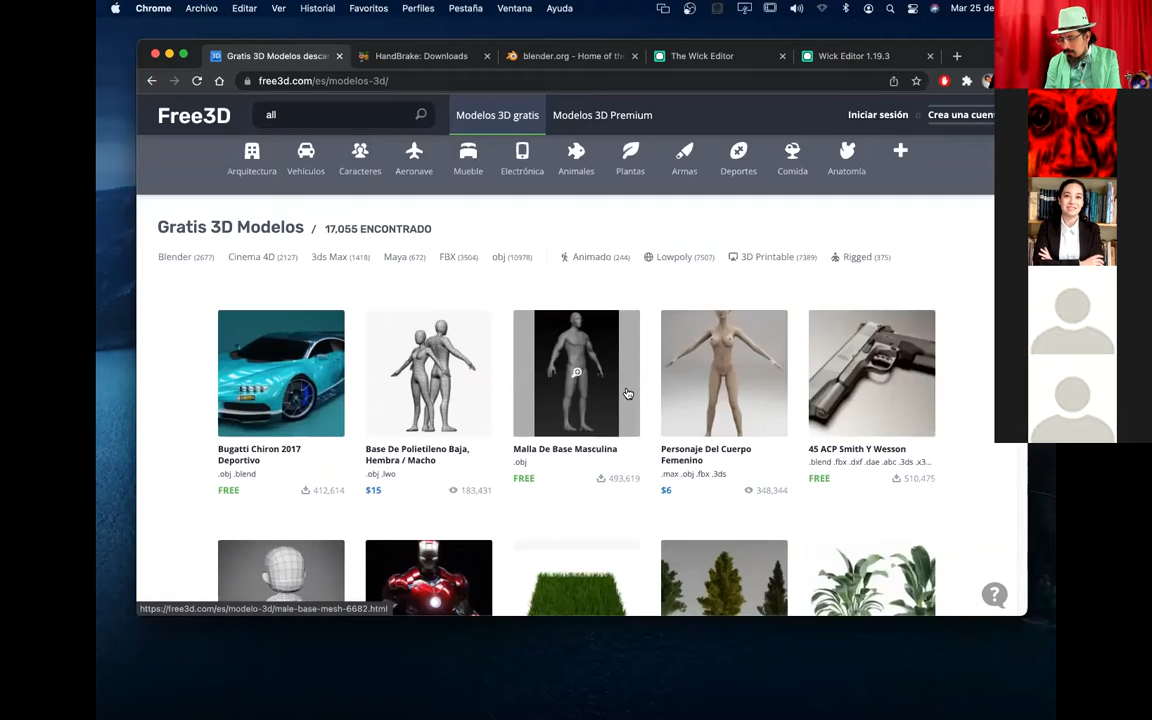 Chrome Archivo Editar Ver Historial Favoritos Perfiles Pestaña Ventana Ayuda Mar 25 de
Gratis 3D Modelos desca
HandBrake: Downloads
blender.org - Home of the
The Wick Editor
Wick Editor 1.19.3
free3d.com/es/modelos-3d/
Free3D
all
Modelos 3D gratis
Modelos 3D Premium
Iniciar sesión
o
Crea una cuen
Arquitectura Vehículos Caracteres Aeronave Mueble Electrónica Animales Plantas Armas Deportes Comida Anatomía
Gratis 3D Modelos / 17,055 ENCONTRADO
Blender (2677) Cinema 4D (2127) 3ds Max (1418) Maya (672) FBX (3504) obj (10978) Animado (244) Lowpoly (7507) 3D Printable (7389) Rigged (375)
Bugatti Chiron 2017
Deportivo
.obj .blend
FREE 412,614
Base De Polietileno Baja,
Hembra / Macho
.obj .lwo
$15 183,431
Malla De Base Masculina
.obj
FREE 493,619
Personaje Del Cuerpo
Femenino
.max .obj .fbx .3ds
$6 348,344
45 ACP Smith Y Wesson
.blend .fbx .dxf .dae .abc .3ds .x3...
FREE 510,475
https://free3d.com/es/modelo-3d/male-base-mesh-6682.html
?